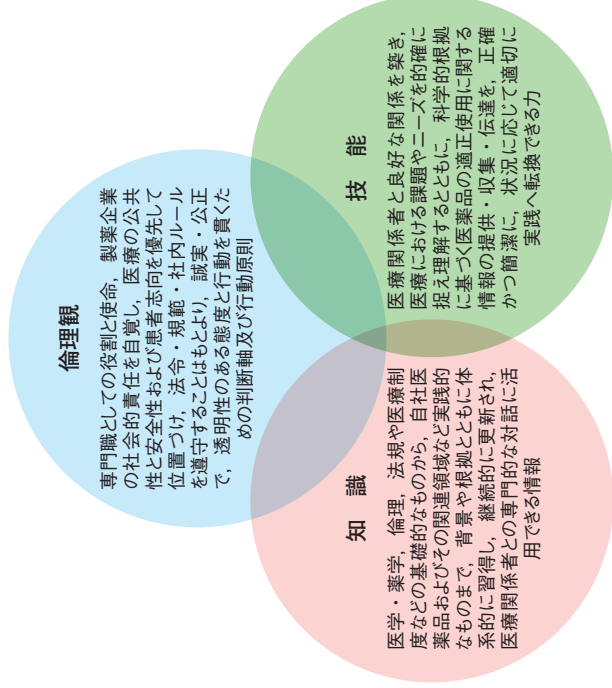 倫理観
専門職としての役割と使命，製薬企業
の社会的責任を自覚し，医療の公共
性と安全性および患者志向を優先して
位置づけ，法令・規範・社内ルール
を遵守することはもとより，誠実・公正
で，透明性のある態度と行動を貫くた
めの判断軸及び行動原則
知　識
医学・薬学，倫理，法規や医療制
度などの基礎的なものから，自社医
薬品およびその関連領域など実践的
なものまで，背景や根拠とともに体
系的に習得し，継続的に更新され，
医療関係者との専門的な対話に活
用できる情報
技　能
医療関係者と良好な関係を築き，
医療における課題やニーズを的確に
捉え理解するとともに，科学的根拠
に基づく医薬品の適正使用に関する
情報の提供・収集・伝達を，正確
かつ簡潔に，状況に応じて適切に
実践へ転換できる力